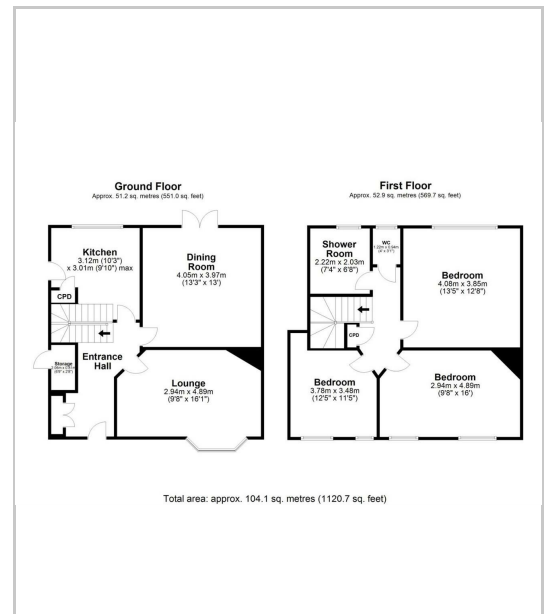 Ground Floor
Approx. 51.2 sq. metres (551.0 sq. feet)
Kitchen
3.12m (10'3")
x 3.01m (9'10") max
Dining
Room
4.05m x 3.97m
(13'3" x 13')
CPD
Storage
Entrance
Hall
Lounge
2.94m x 4.89m
(9'8" x 16'1")
First Floor
Approx. 52.9 sq. metres (569.7 sq. feet)
Shower
Room
2.22m x 2.03m
(7'4" x 6'8")
WC
Bedroom
4.08m x 3.85m
(13'5" x 12'8")
CPD
Bedroom
3.78m x 3.48m
(12'5" x 11'5")
Bedroom
2.94m x 4.89m
(9'8" x 16')
Total area: approx. 104.1 sq. metres (1120.7 sq. feet)